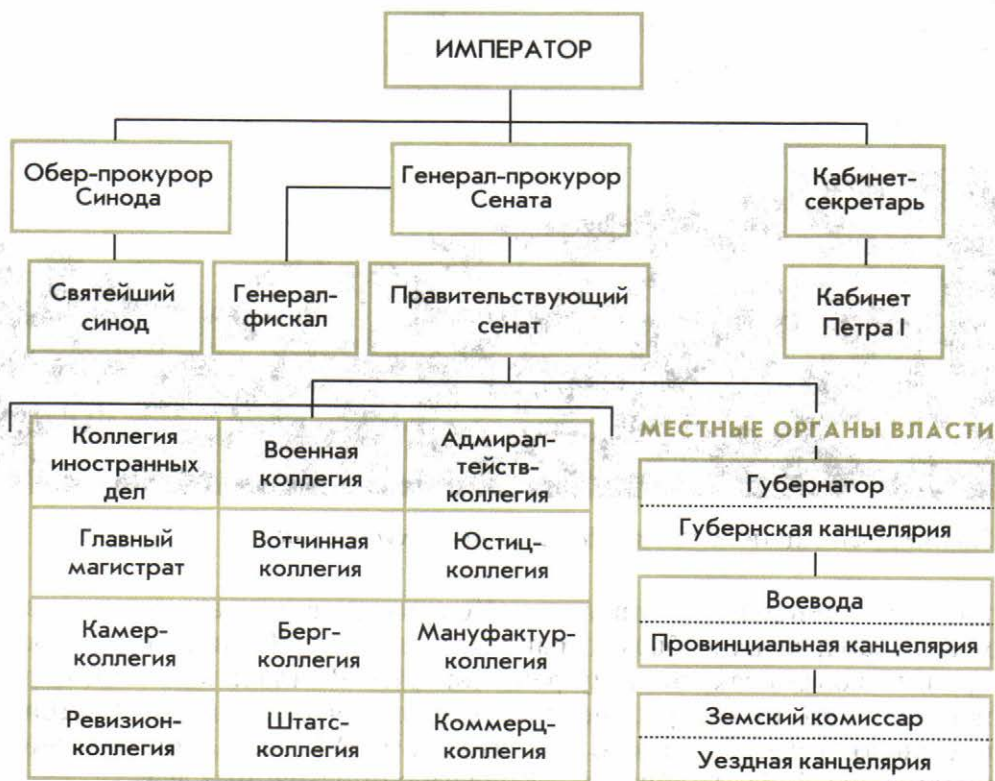 ИМПЕРАТОР
Обер-прокурор
Синода
Генерал-прокурор
Сената
Кабинет-
секретарь
Святейший
синод
Генерал-
фискал
Правительствующий
сенат
Кабинет
Петра I
Коллегия
иностранных
дел
Военная
коллегия
Адмирал-
тейств-
коллегия
Главный
магистрат
Вотчинная
коллегия
Юстиц-
коллегия
Камер-
коллегия
Берг-
коллегия
Мануфактур-
коллегия
Ревизион-
коллегия
Штатс-
коллегия
Коммерц-
коллегия
МЕСТНЫЕ ОРГАНЫ ВЛАСТИ
Губернатор
Губернская канцелярия
Воевода
Провинциальная канцелярия
Земский комиссар
Уездная канцелярия